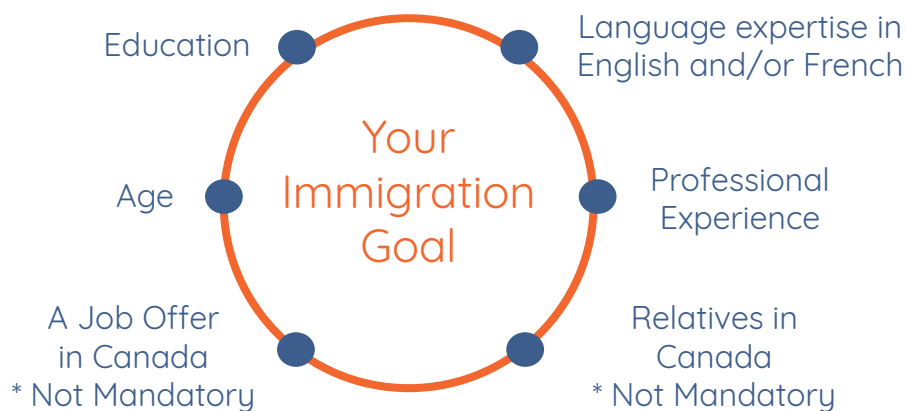 Education
Language expertise in
English and/or French
Your
Immigration
Goal
Age
Professional
Experience
A Job Offer
in Canada
* Not Mandatory
Relatives in
Canada
* Not Mandatory